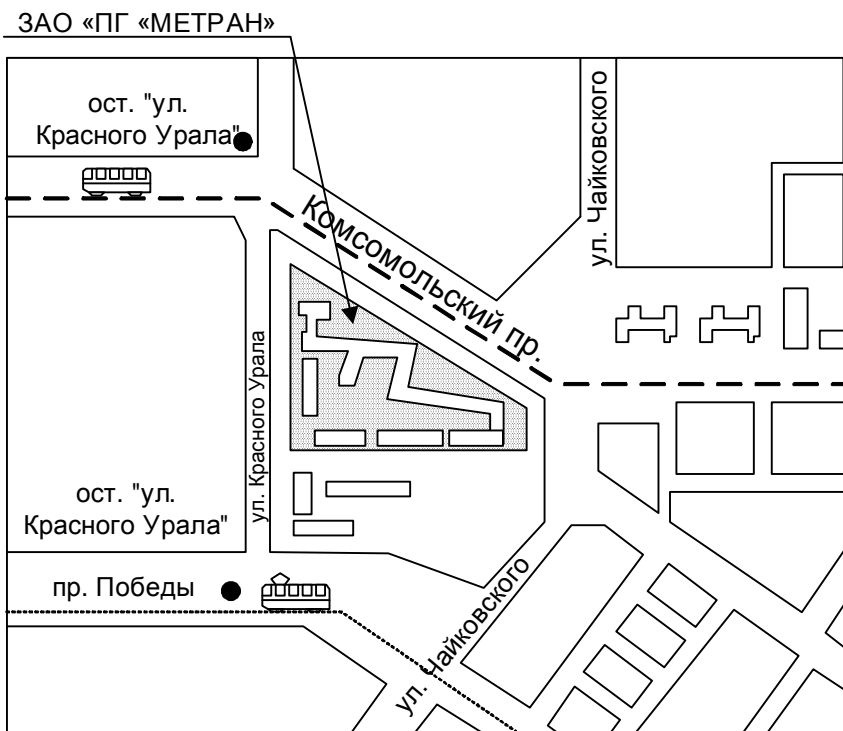 ЗАО «ПГ «МЕТРАН»
ост. "ул.
Красного Урала"
ул. Чайковского
Комсомольский пр.
ул. Красного Урала
ост. "ул.
Красного Урала"
пр. Победы
ул. Чайковского